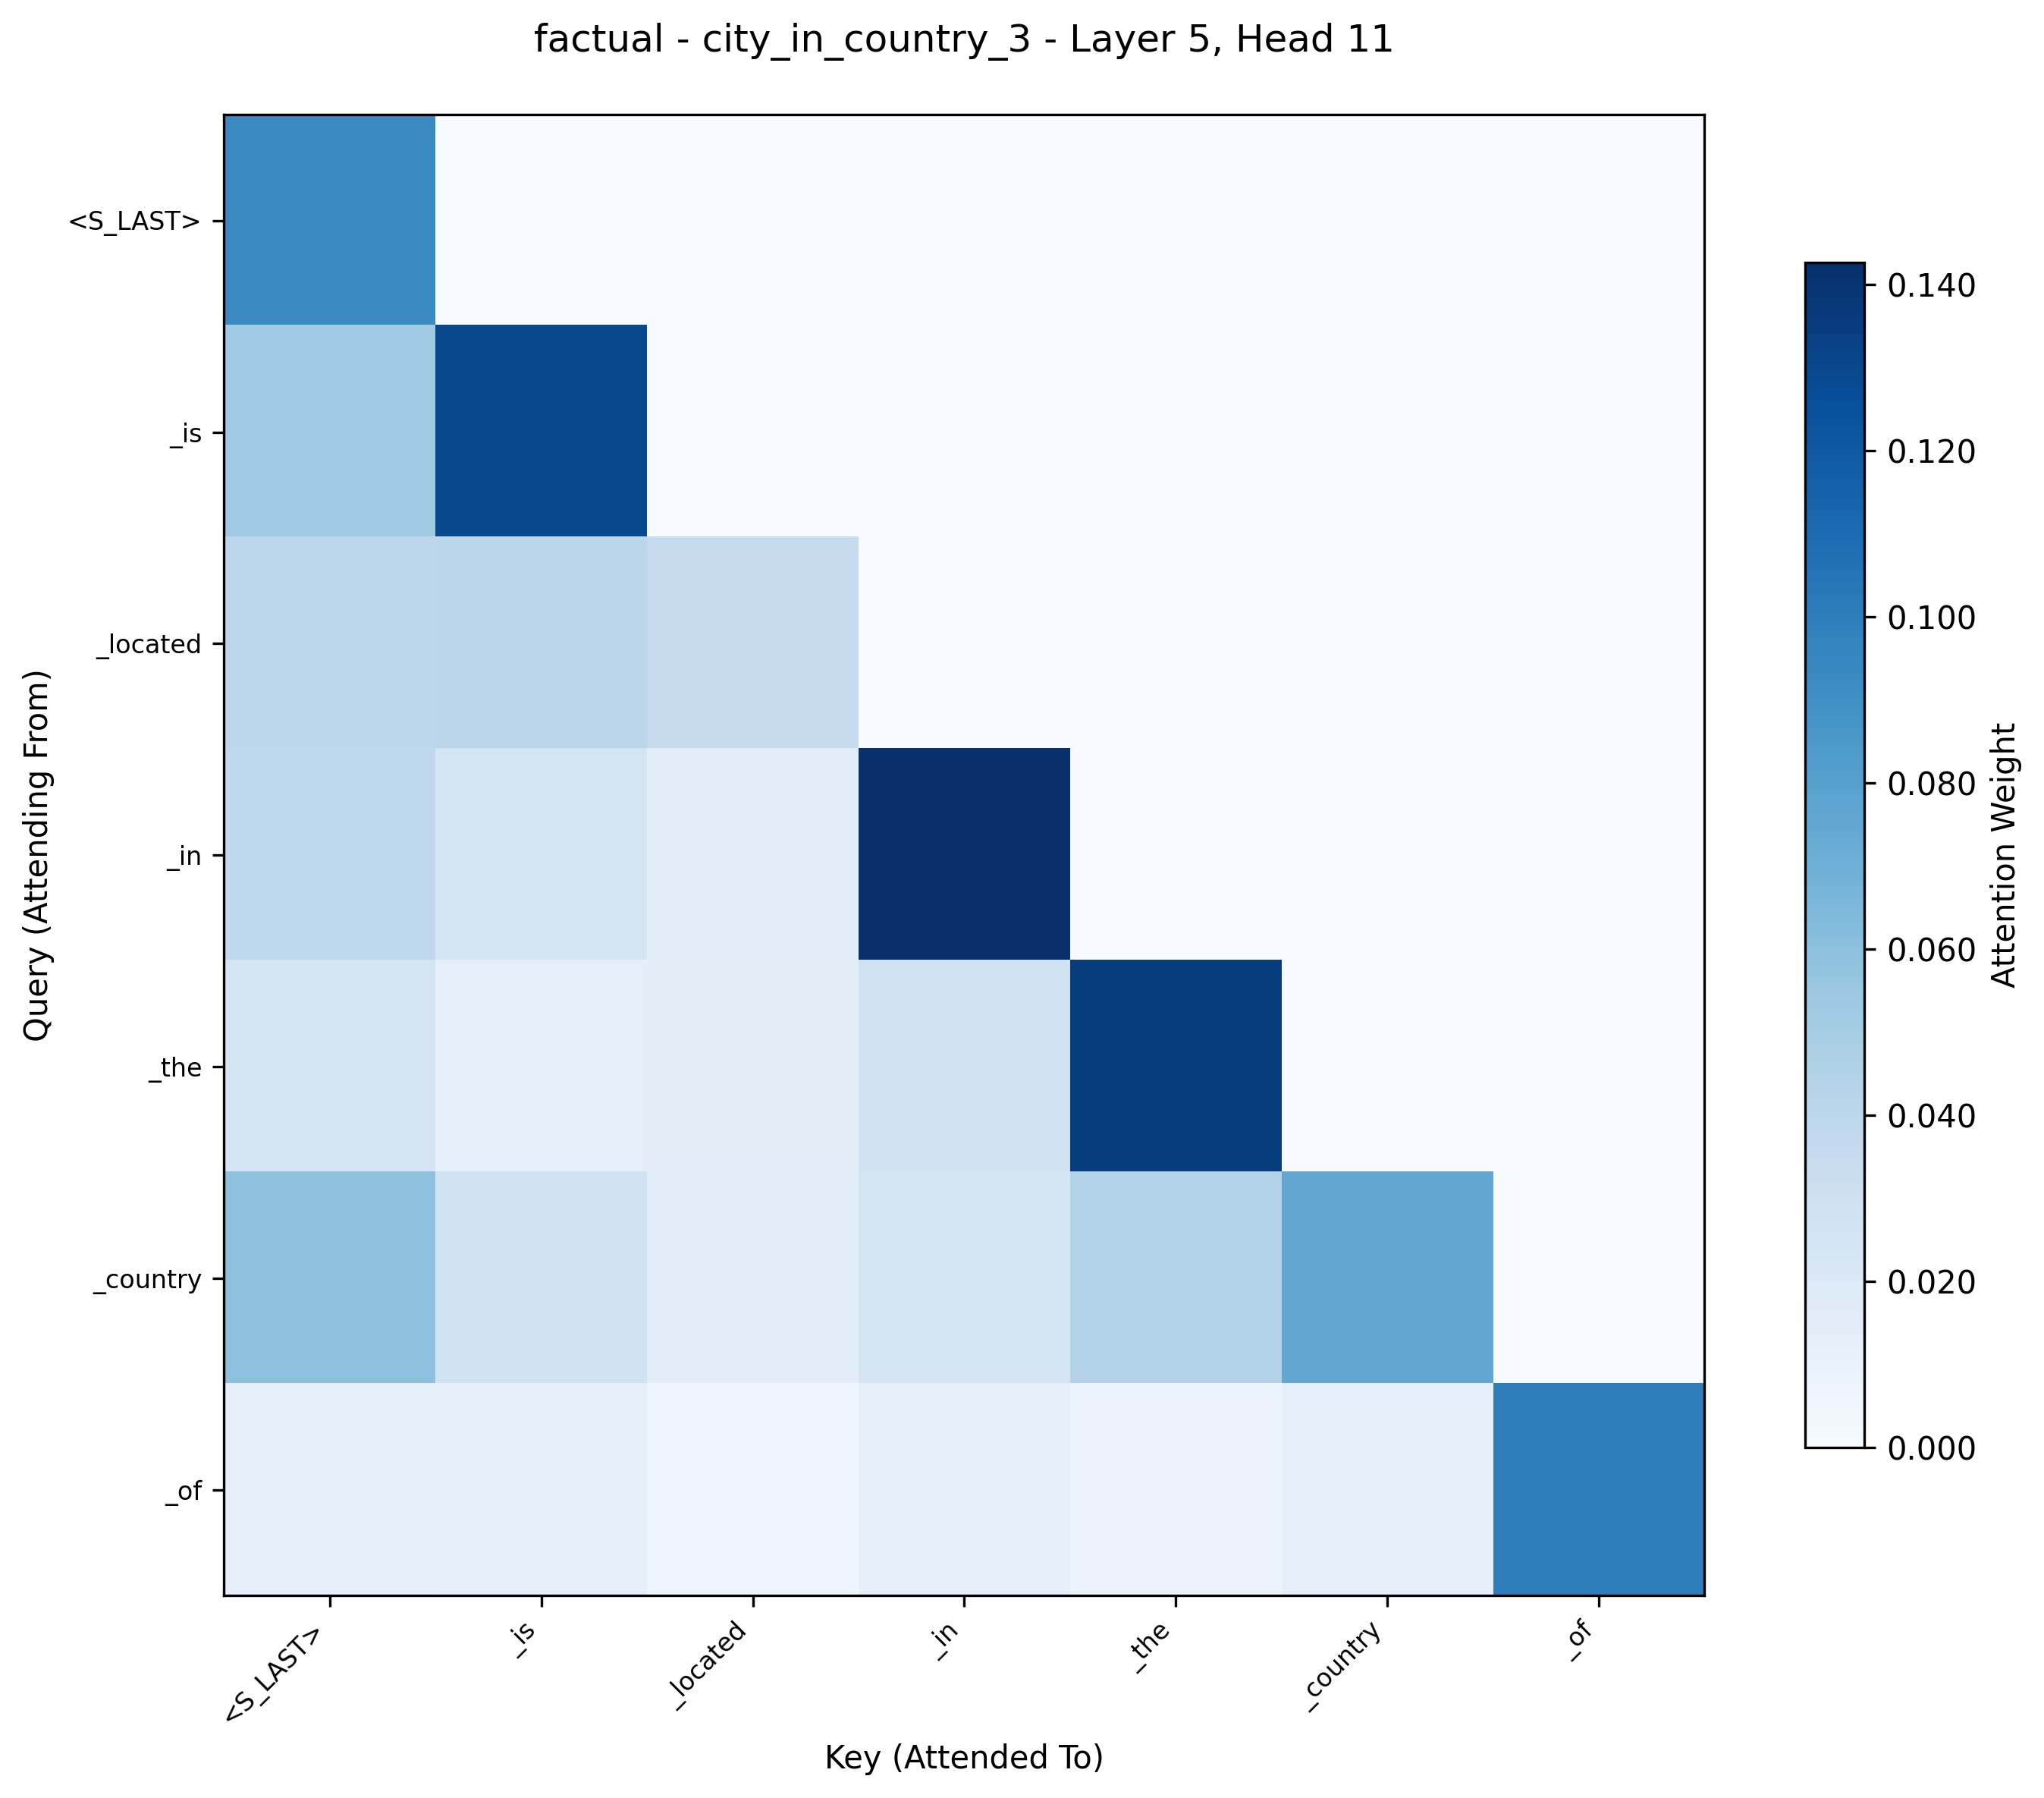 factual - city_in_country_3 - Layer 5, Head 11
Query (Attending From)
<S_LAST>
_is
_located
_in
_the
_country
_of
<S_LAST>
_is
_located
_in
_the
_country
_of
Key (Attended To)
0.140
0.120
0.100
0.080
0.060
0.040
0.020
0.000
Attention Weight